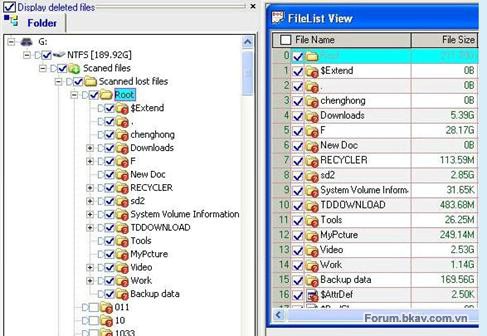 Display deleted files
Folder
G:
NTFS [189.92G]
Scaned files
Scanned lost files
Root
$Extend
.
chenghong
Downloads
F
New Doc
RECYCLER
sd2
System Volume Information
TDDOWNLOAD
Tools
MyPcture
Video
Work
Backup data
011
10
1033
FileList View
File Name File Size
0
1 $Extend 0B
2 . 0B
3 chenghong 0B
4 Downloads 5.39G
5 F 28.17G
6 New Doc 0B
7 RECYCLER 113.59M
8 sd2 2.85G
9 System Volume Inform- 31.65K
10 TDDOWNLOAD 483.68M
11 Tools 26.25M
12 MyPcture 249.14M
13 Video 2.53G
14 Work 1.14G
15 Backup data 169.56G
16 $AttrDef 2.50K
Forum.bkav.com.vn